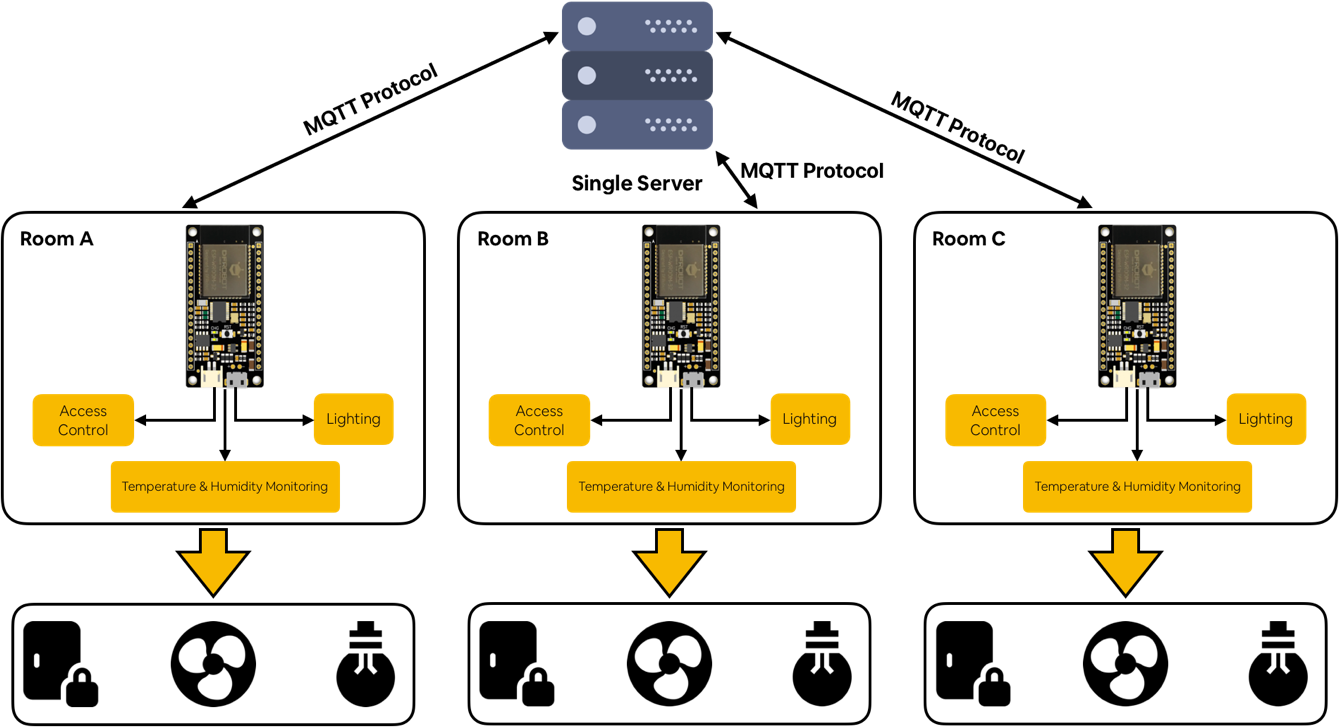 MQTT Protocol
MQTT Protocol
MQTT Protocol
Single Server
Room A
Access
Control
Lighting
Temperature & Humidity Monitoring
Room B
Access
Control
Lighting
Temperature & Humidity Monitoring
Room C
Access
Control
Lighting
Temperature & Humidity Monitoring